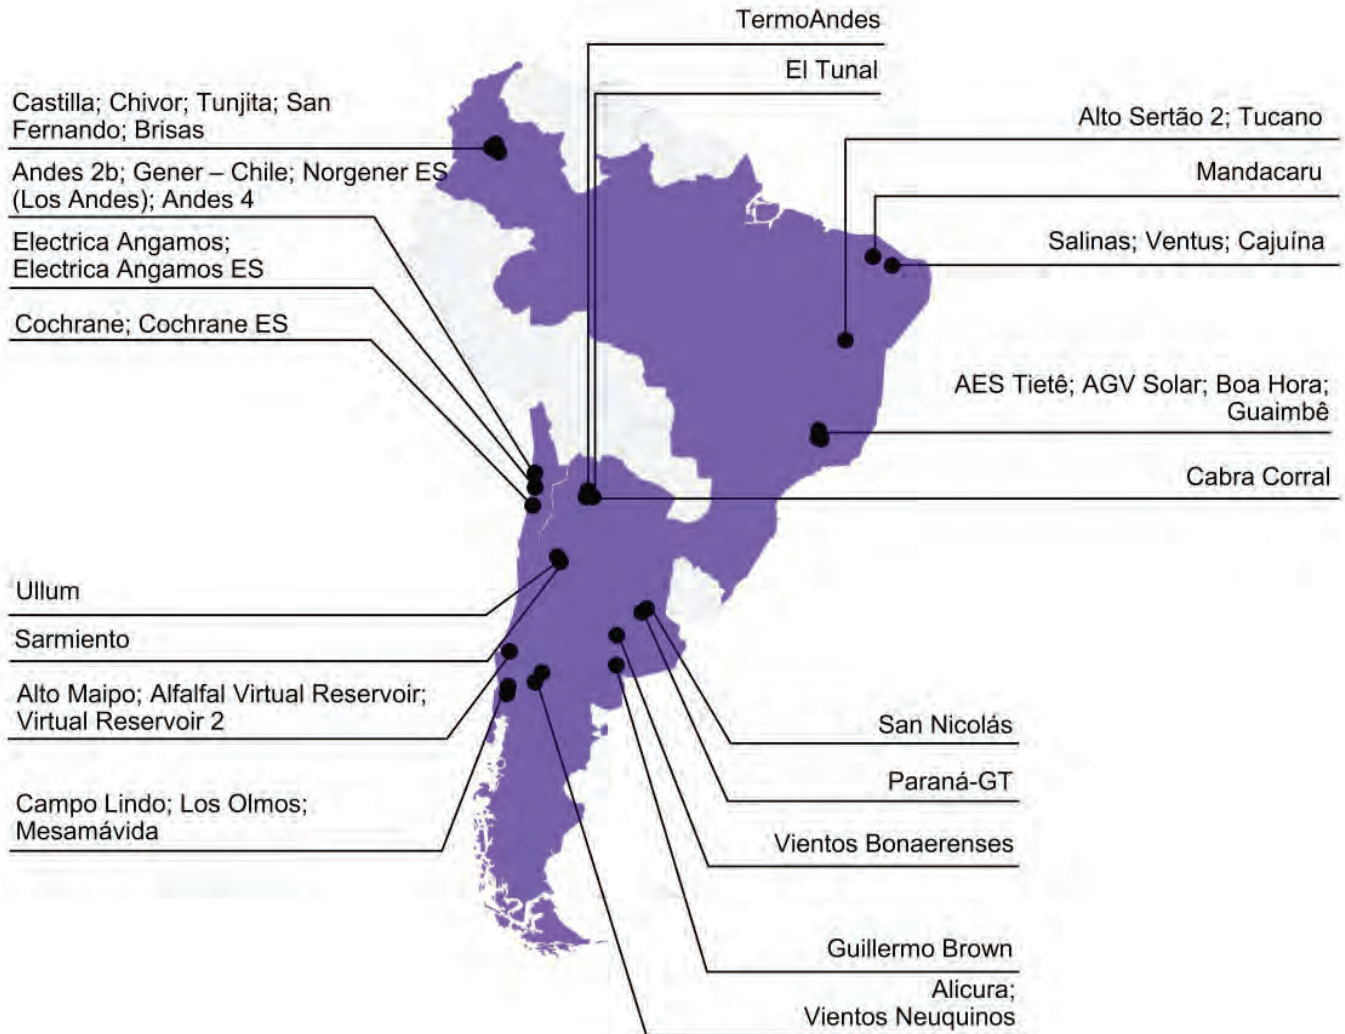 TermoAndes
El Tunal
Castilla; Chivor; Tunjita; San
Fernando; Brisas
Andes 2b; Gener – Chile; Norgener ES
(Los Andes); Andes 4
Electrica Angamos;
Electrica Angamos ES
Cochrane; Cochrane ES
Alto Sertão 2; Tucano
Mandacaru
Salinas; Ventus; Cajuína
AES Tietê; AGV Solar; Boa Hora;
Guaimbê
Cabra Corral
Ullum
Sarmiento
Alto Maipo; Alfalfal Virtual Reservoir;
Virtual Reservoir 2
Campo Lindo; Los Olmos;
Mesamávida
San Nicolás
Paraná-GT
Vientos Bonaerenses
Guillermo Brown
Alicura;
Vientos Neuquinos